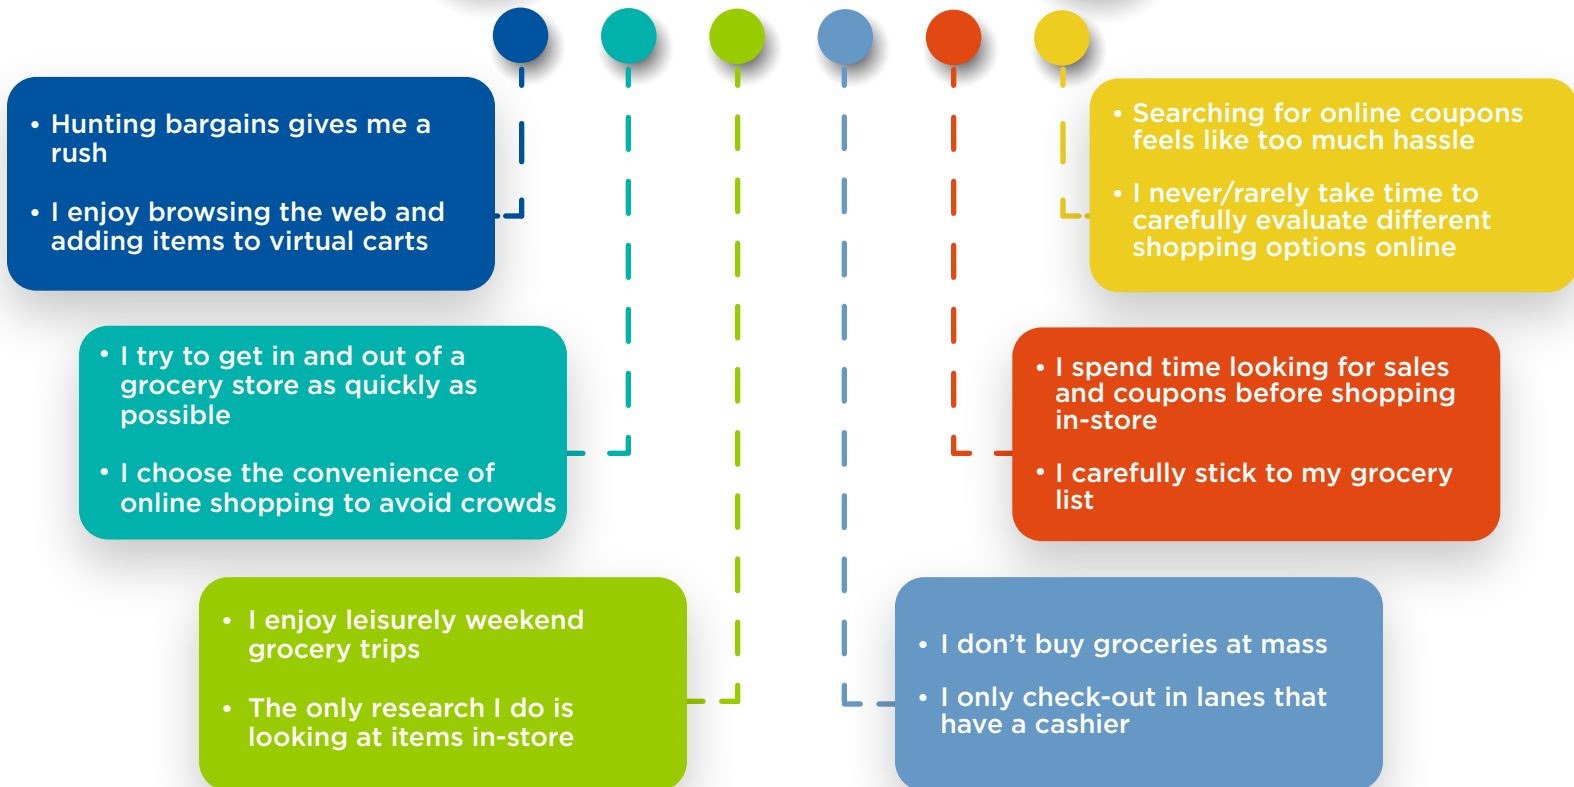 • Hunting bargains gives me a
rush
• I enjoy browsing the web and
adding items to virtual carts
• Searching for online coupons
feels like too much hassle
• I never/rarely take time to
carefully evaluate different
shopping options online
• I try to get in and out of a
grocery store as quickly as
possible
• I choose the convenience of
online shopping to avoid crowds
• I spend time looking for sales
and coupons before shopping
in-store
• I carefully stick to my grocery
list
• I enjoy leisurely weekend
grocery trips
• The only research I do is
looking at items in-store
• I don’t buy groceries at mass
• I only check-out in lanes that
have a cashier